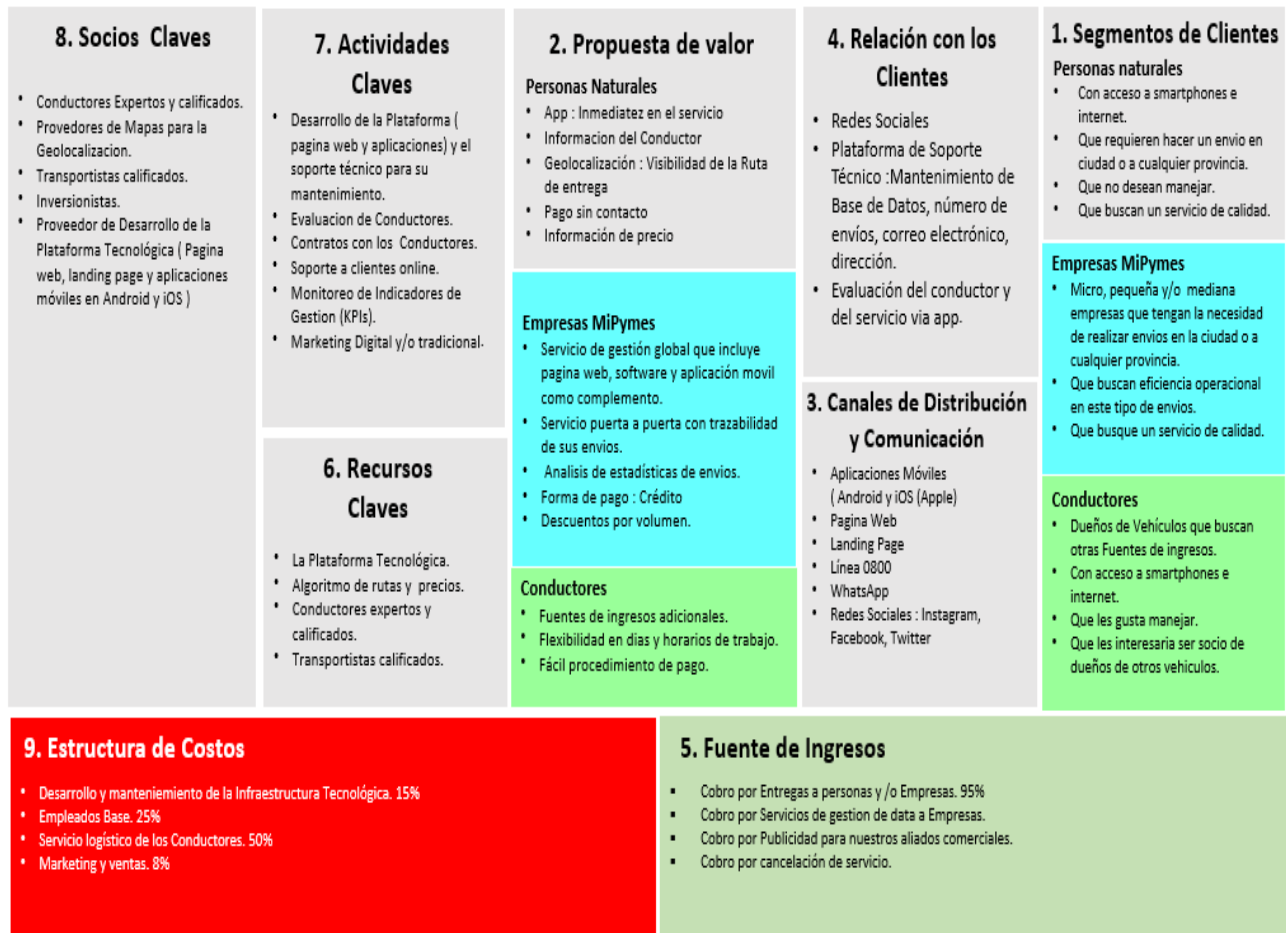 8. Socios Claves
• Conductores Expertos y calificados.
• Provedores de Mapas para la
Geolocalizacion.
• Transportistas calificados.
• Inversionistas.
• Proveedor de Desarrollo de la
Plataforma Tecnológica ( Pagina
web, landing page y aplicaciones
móviles en Android y iOS )
7. Actividades
Claves
• Desarrollo de la Plataforma (
pagina web y aplicaciones) y el
soporte técnico para su
mantenimiento.
• Evaluacion de Conductores.
• Contratos con los Conductores.
• Soporte a clientes online.
• Monitoreo de Indicadores de
Gestion (KPIs).
• Marketing Digital y/o tradicional.
6. Recursos
Claves
• La Plataforma Tecnológica.
• Algoritmo de rutas y precios.
• Conductores expertos y
calificados.
• Transportistas calificados.
2. Propuesta de valor
Personas Naturales
• App : Inmediatez en el servicio
• Informacion del Conductor
• Geolocalización : Visibilidad de la Ruta
de entrega
• Pago sin contacto
• Información de precio
Empresas MiPymes
• Servicio de gestión global que incluye
pagina web, software y aplicación movil
como complemento.
• Servicio puerta a puerta con trazabilidad
de sus envios.
• Analisis de estadísticas de envios.
• Forma de pago : Crédito
• Descuentos por volumen.
Conductores
• Fuentes de ingresos adicionales.
• Flexibilidad en dias y horarios de trabajo.
• Fácil procedimiento de pago.
4. Relación con los
Clientes
• Redes Sociales
• Plataforma de Soporte
Técnico :Mantenimiento de
Base de Datos, número de
envíos, correo electrónico,
dirección.
• Evaluación del conductor y
del servicio via app.
3. Canales de Distribución
y Comunicación
• Aplicaciones Móviles
( Android y iOS (Apple)
• Pagina Web
• Landing Page
• Línea 0800
• WhatsApp
• Redes Sociales : Instagram,
Facebook, Twitter
1. Segmentos de Clientes
Personas naturales
• Con acceso a smartphones e
internet.
• Que requieren hacer un envio en
ciudad o a cualquier provincia.
• Que no desean manejar.
• Que buscan un servicio de calidad.
Empresas MiPymes
• Micro, pequeña y/o mediana
empresas que tengan la necesidad
de realizar envios en la ciudad o a
cualquier provincia.
• Que buscan eficiencia operacional
en este tipo de envios.
• Que busque un servicio de calidad.
Conductores
• Dueños de Vehículos que buscan
otras Fuentes de ingresos.
• Con acceso a smartphones e
internet.
• Que les gusta manejar.
• Que les interesaria ser socio de
dueños de otros vehiculos.
9. Estructura de Costos
• Desarrollo y manteniemiento de la Infraestructura Tecnológica. 15%
• Empleados Base. 25%
• Servicio logístico de los Conductores. 50%
• Marketing y ventas. 8%
5. Fuente de Ingresos
▪ Cobro por Entregas a personas y /o Empresas. 95%
▪ Cobro por Servicios de gestion de data a Empresas.
▪ Cobro por Publicidad para nuestros aliados comerciales.
▪ Cobro por cancelación de servicio.